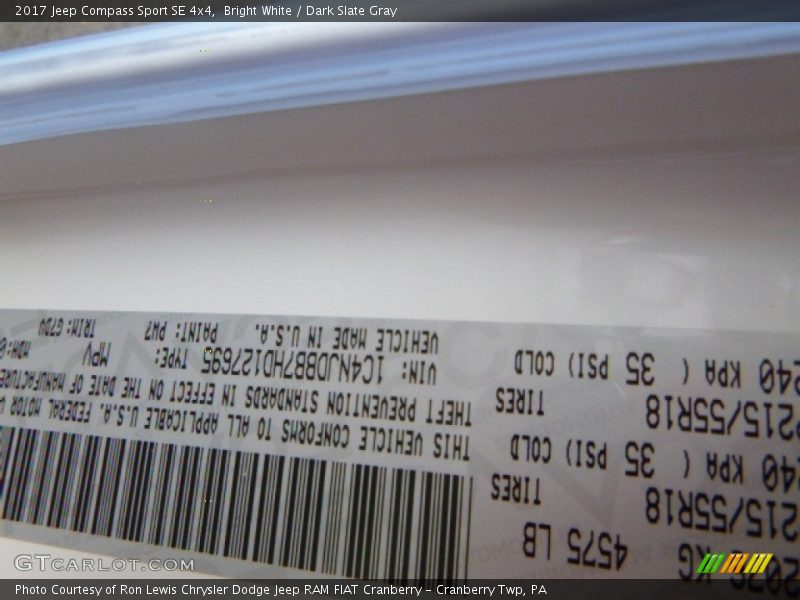 2017 Jeep Compass Sport SE 4x4, Bright White / Dark Slate Gray
KG 4575 LB
215/55R18 TIRES
240 KPA ( 35 PSI) COLD
P215/55R18 TIRES
240 KPA ( 35 PSI) COLD
THIS VEHICLE CONFORMS TO ALL APPLICABLE U.S.A. FEDERAL MOTOR
THEFT PREVENTION STANDARDS IN EFFECT ON THE DATE OF MANUFACTURE
VIN: 1C4NJDBB7HD127695 TYPE: MPV MDH:
VEHICLE MADE IN U.S.A. PAINT: PW7 TRIM: G7DV
GTCARLOT.COM
Photo Courtesy of Ron Lewis Chrysler Dodge Jeep RAM FIAT Cranberry – Cranberry Twp, PA